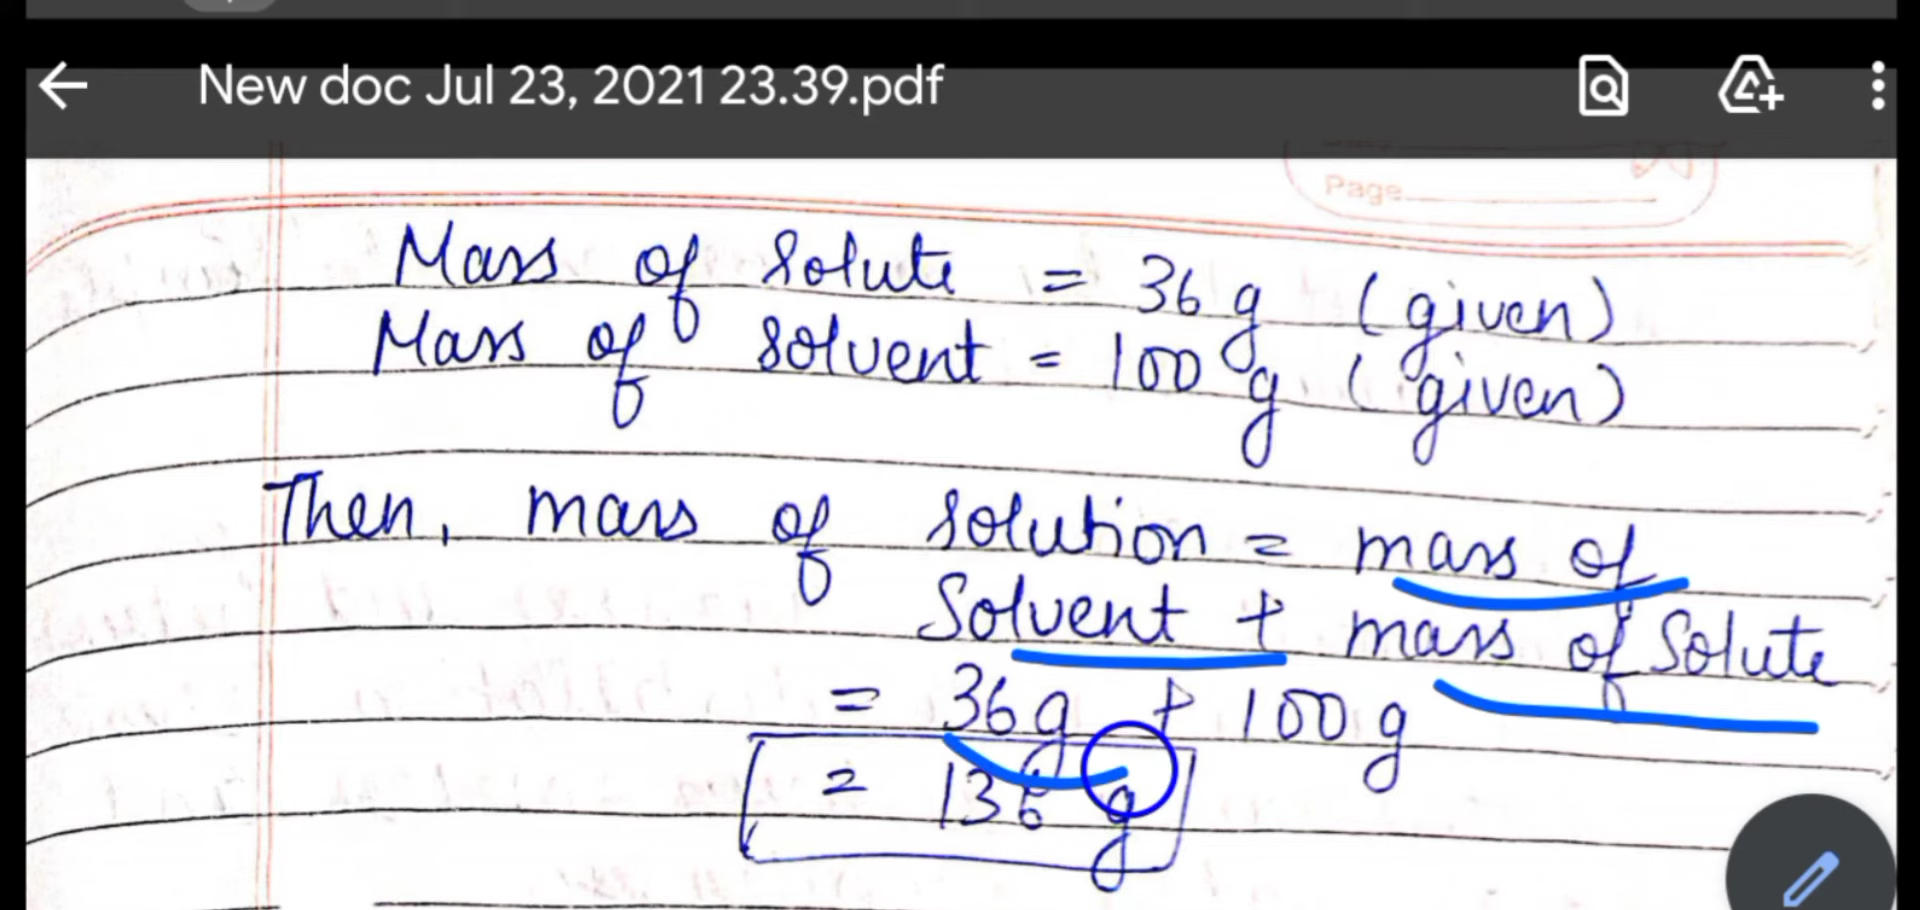 New doc Jul 23, 2021 23.39.pdf
Page
Mass of solute = 36 g (given)
Mass of solvent = 100 g (given)
Then, mass of solution = mass of
Solvent + mass of Solute
= 36g + 100 g
= 136 g